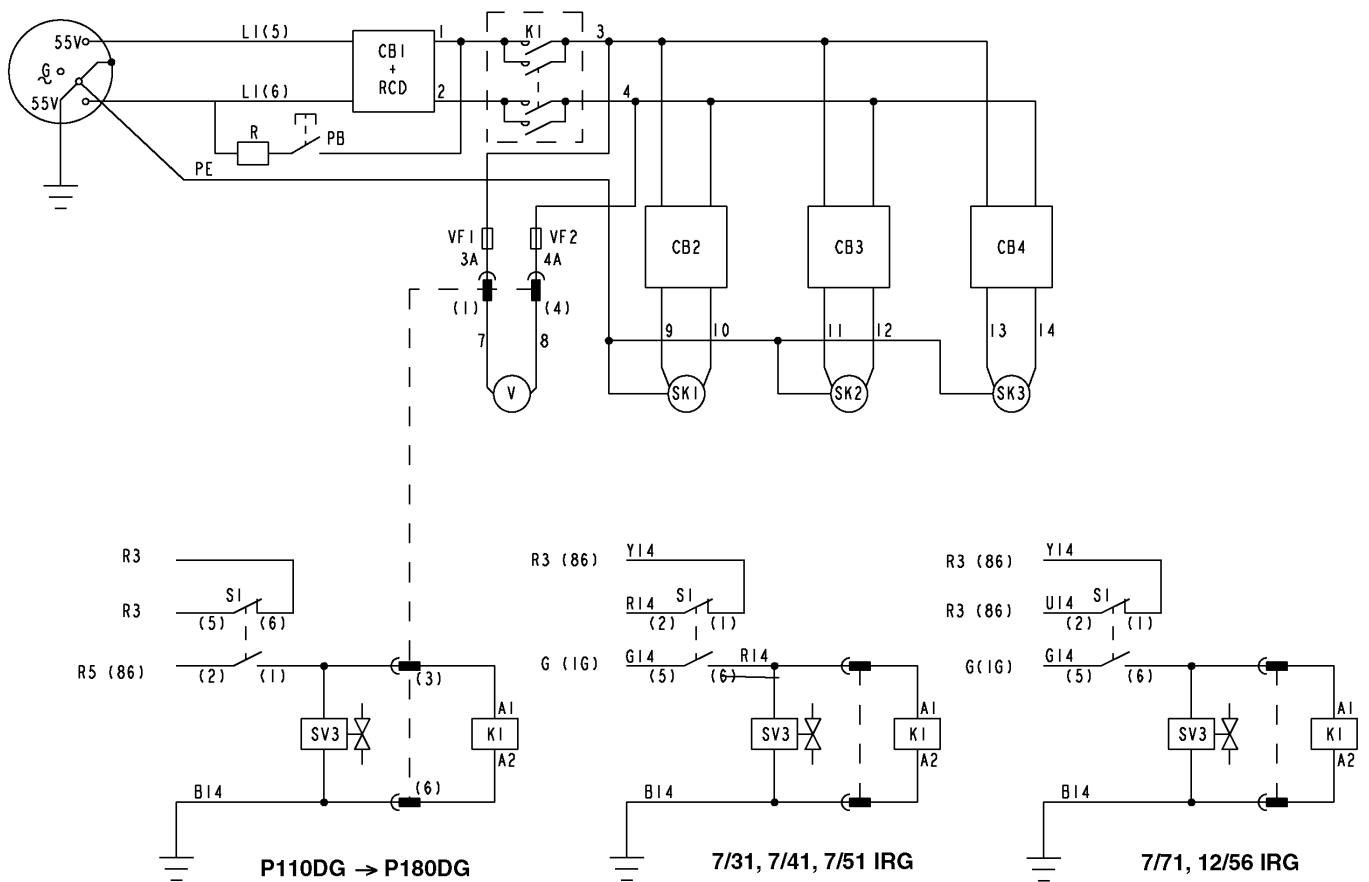 55V
L1(5)
1
K1
3
CB1
+
RCD
G
~
55V
L1(6)
2
4
R
PB
PE
VF1
VF2
3A
4A
CB2
CB3
CB4
(1)
(4)
7
8
9
10
11
12
13
14
V
SK1
SK2
SK3
R3
R3
S1
(5)
(6)
R5 (86)
(2)
(1)
(3)
SV3
A1
K1
A2
B14
(6)
P110DG → P180DG
R3 (86)
Y14
R14
S1
(2)
(1)
G (1G)
G14
R14
(5)
(6)
SV3
A1
K1
A2
B14
7/31, 7/41, 7/51 IRG
R3 (86)
Y14
R3 (86)
U14
S1
(2)
(1)
G(1G)
G14
(5)
(6)
SV3
A1
K1
A2
B14
7/71, 12/56 IRG